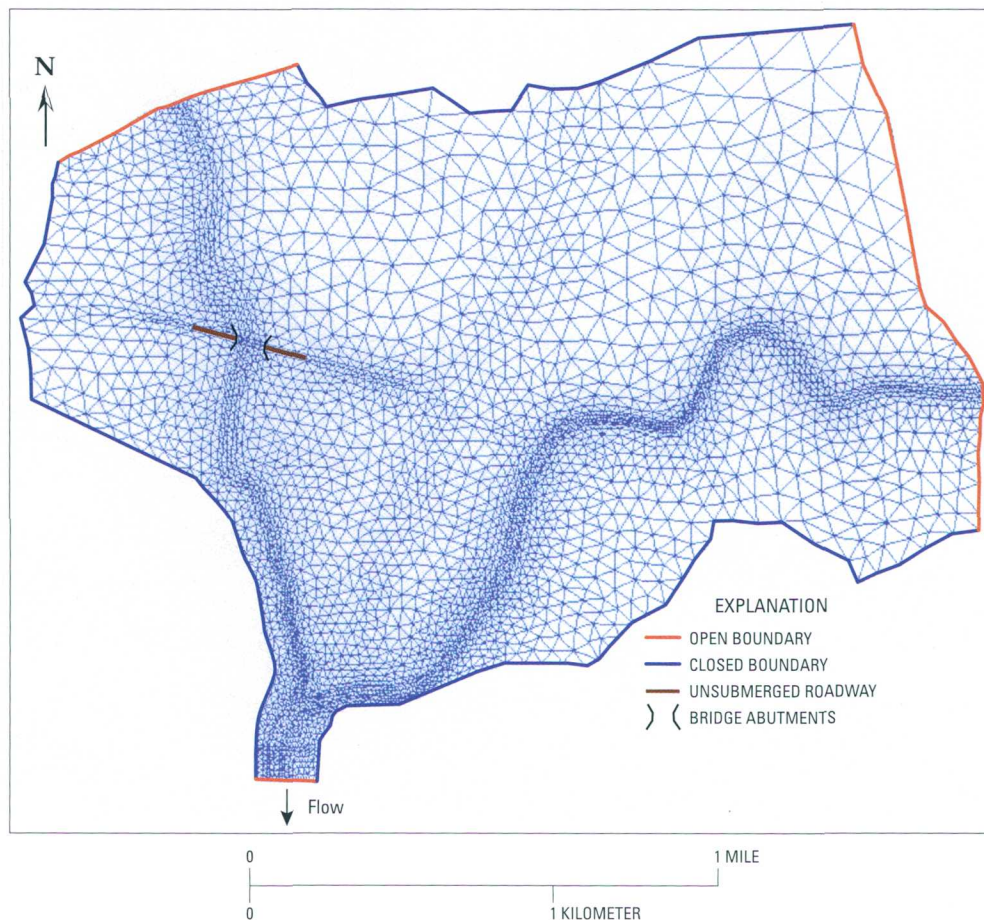 N
EXPLANATION
OPEN BOUNDARY
CLOSED BOUNDARY
UNSUBMERGED ROADWAY
BRIDGE ABUTMENTS
Flow
0 1 MILE
0 1 KILOMETER